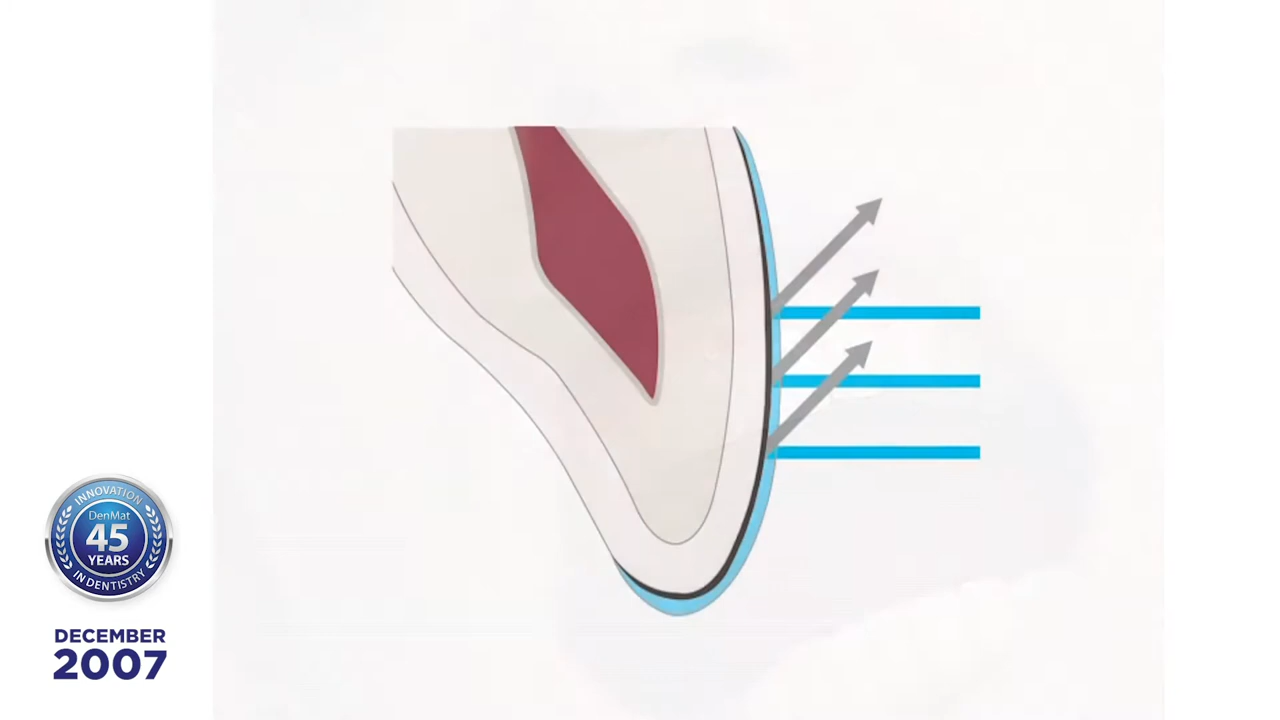 INNOVATION
DenMat
45
YEARS
IN DENTISTRY
DECEMBER
2007